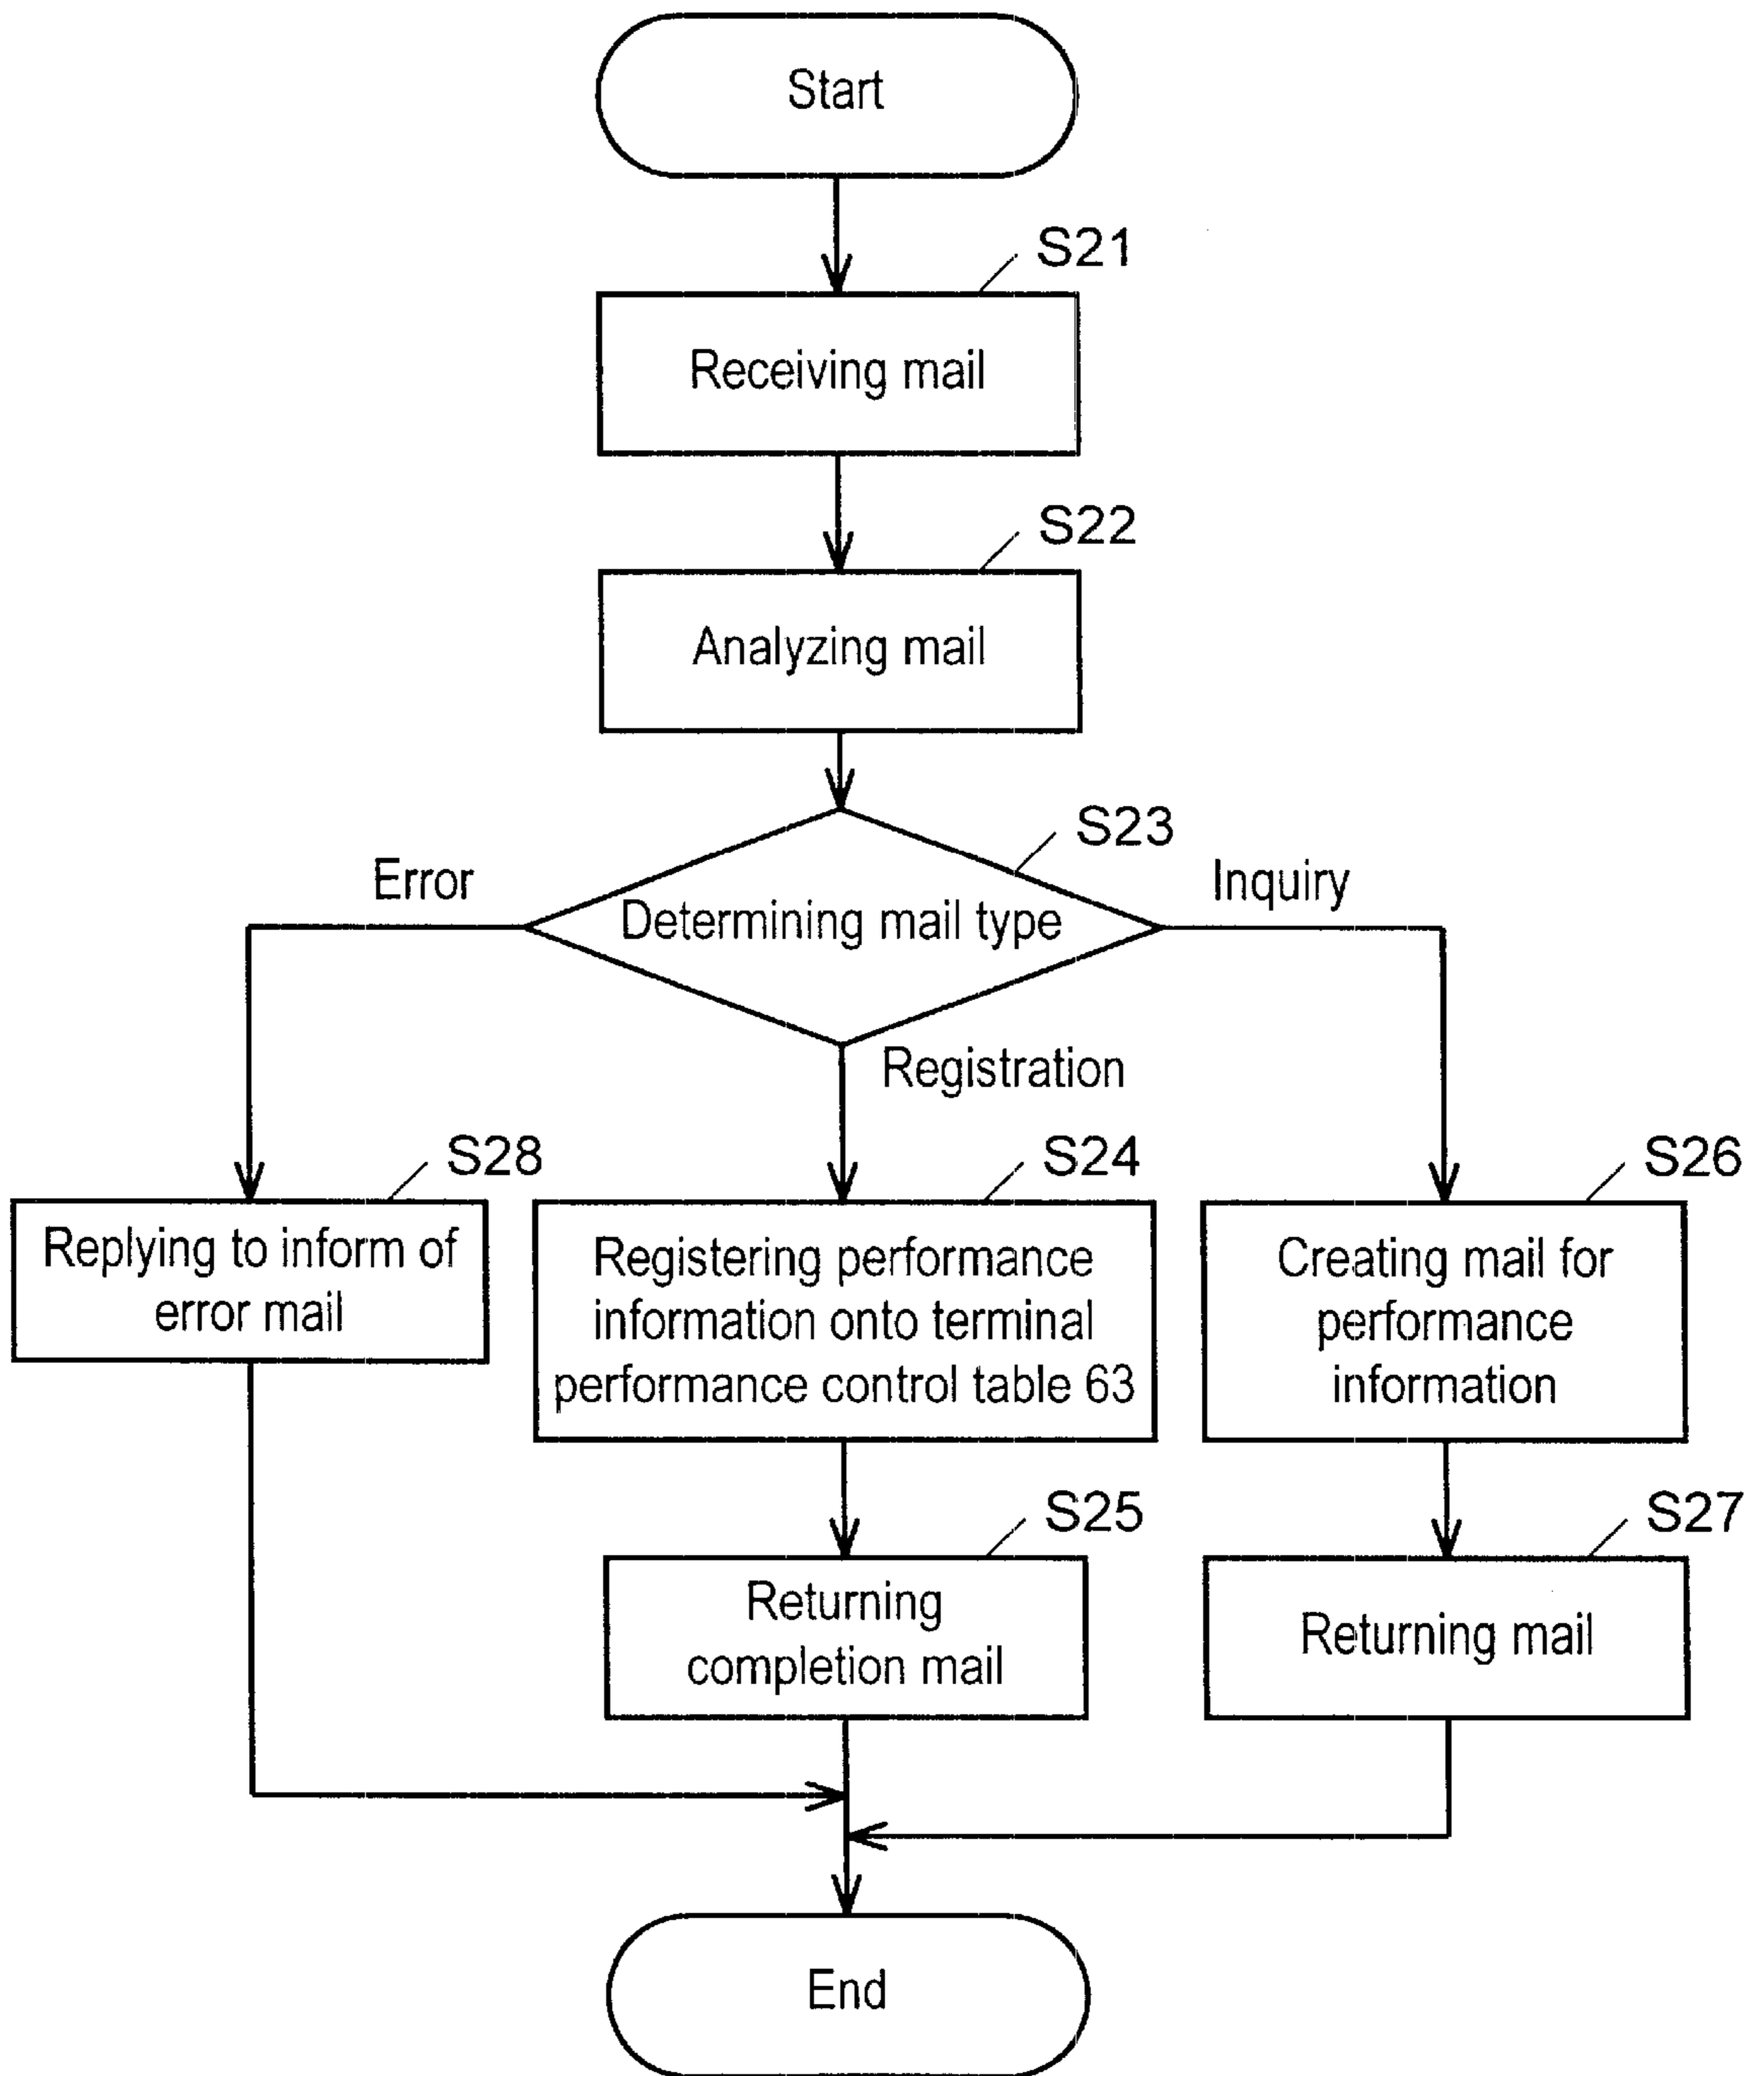 Start
S21
Receiving mail
S22
Analyzing mail
S23
Error
Inquiry
Determining mail type
Registration
S28
S24
S26
Replying to inform of
error mail
Registering performance
information onto terminal
performance control table 63
Creating mail for
performance
information
S25
S27
Returning
completion mail
Returning mail
End